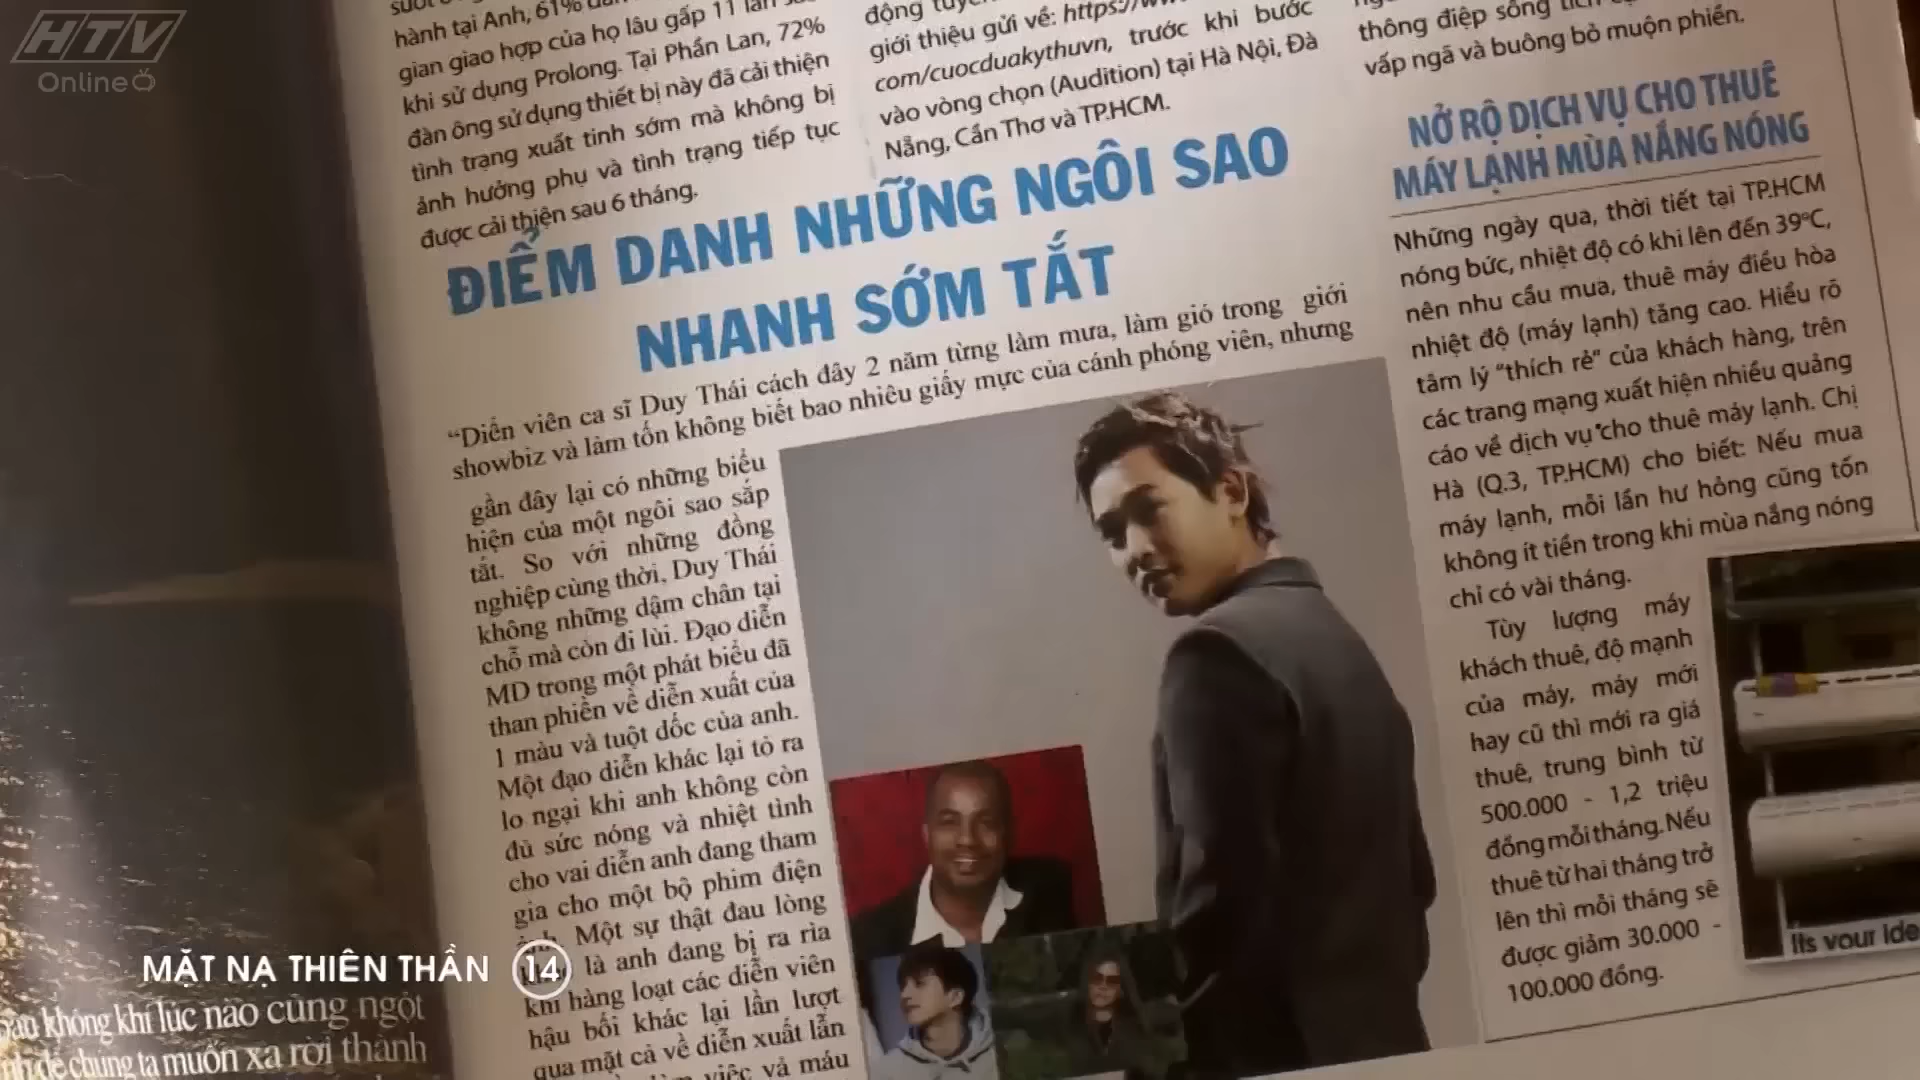 HTV
Online
hành tại Anh, 61%
gian giao hợp của họ lâu gấp 11 lần
khi sử dụng Prolong. Tại Phần Lan, 72%
đàn ông sử dụng thiết bị này đã cải thiện
tình trạng xuất tinh sớm mà không bị
ảnh hưởng phụ và tình trạng tiếp tục
được cải thiện sau 6 tháng.
động
giới thiệu gửi về: https://
com/cuocduakythuvn, trước khi bước
vào vòng chọn (Audition) tại Hà Nội, Đà
Nẵng, Cần Thơ và TP.HCM.
thông điệp sống
vấp ngã và buông bỏ muộn phiền.
ĐIỂM DANH NHỮNG NGÔI SAO
NHANH SỚM TẮT
“Diễn viên ca sĩ Duy Thái cách đây 2 năm từng làm mưa, làm gió trong giới
showbiz và làm tốn không biết bao nhiêu giấy mực của cánh phóng viên, nhưng
gần đây lại có những biểu
hiện của một ngôi sao sắp
tắt. So với những đồng
nghiệp cùng thời, Duy Thái
không những dậm chân tại
chỗ mà còn đi lùi. Đạo diễn
MD trong một phát biểu đã
than phiền về diễn xuất của
1 màu và tuột dốc của anh.
Một đạo diễn khác lại tỏ ra
lo ngại khi anh không còn
đủ sức nóng và nhiệt tình
cho vai diễn anh đang tham
gia cho một bộ phim điện
ảnh. Một sự thật đau lòng
là anh đang bị ra rìa
khi hàng loạt các diễn viên
hậu bối khác lại lần lượt
qua mặt cả về diễn xuất lẫn
việc và máu
NỞ RỘ DỊCH VỤ CHO THUÊ
MÁY LẠNH MÙA NẮNG NÓNG
Những ngày qua, thời tiết tại TP.HCM
nóng bức, nhiệt độ có khi lên đến 39ºC,
nên nhu cầu mua, thuê máy điều hòa
nhiệt độ (máy lạnh) tăng cao. Hiểu rõ
tâm lý “thích rẻ” của khách hàng, trên
các trang mạng xuất hiện nhiều quảng
cáo về dịch vụ cho thuê máy lạnh. Chị
Hà (Q.3, TP.HCM) cho biết: Nếu mua
máy lạnh, mỗi lần hư hỏng cũng tốn
không ít tiền trong khi mùa nắng nóng
chỉ có vài tháng.
Tùy lượng máy
khách thuê, độ mạnh
của máy, máy mới
hay cũ thì mới ra giá
thuê, trung bình từ
500.000 - 1,2 triệu
đồng mỗi tháng. Nếu
thuê từ hai tháng trở
lên thì mỗi tháng sẽ
được giảm 30.000 -
100.000 đồng.
Its your
MẶT NẠ THIÊN THẦN 14
không khí lúc nào cũng ngột
chúng ta muốn xa rời thành